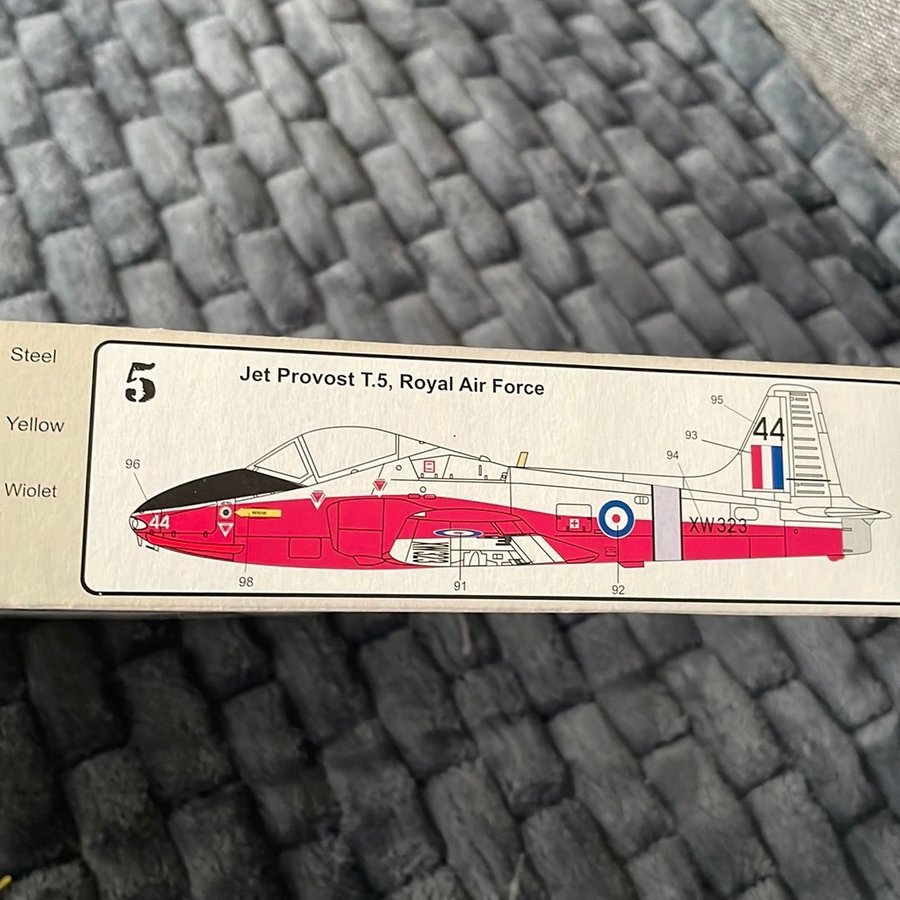 Steel
Yellow
Wiolet
5
Jet Provost T.5, Royal Air Force
95
93
94
96
44
44
XW323
98
91
92